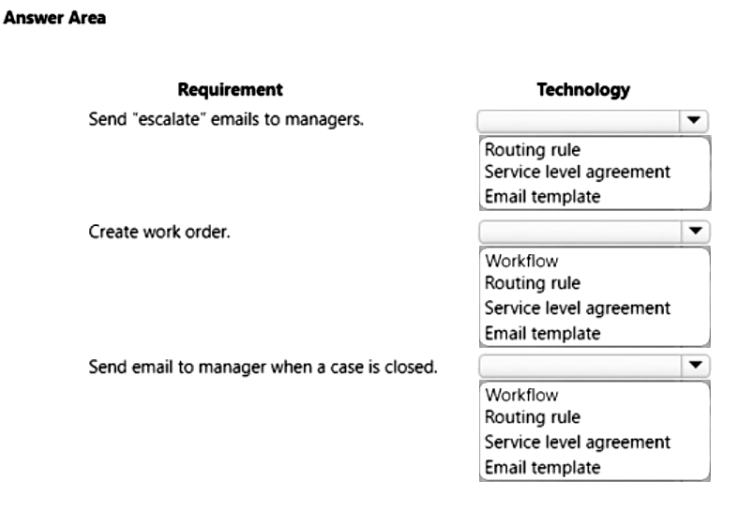 Answer Area
Requirement Technology
Send "escalate" emails to managers.
Routing rule
Service level agreement
Email template
Create work order.
Workflow
Routing rule
Service level agreement
Email template
Send email to manager when a case is closed.
Workflow
Routing rule
Service level agreement
Email template